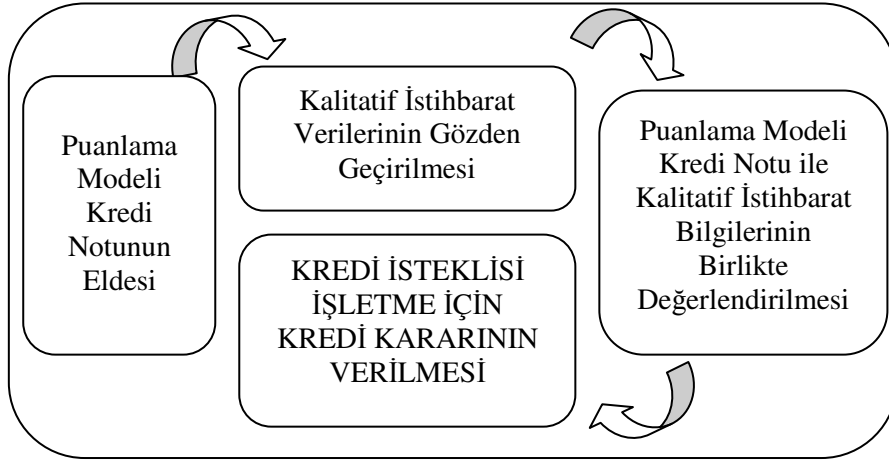 Puanlama
Modeli
Kredi
Notunun
Eldesi
Kalitatif İstihbarat
Verilerinin Gözden
Geçirilmesi
Puanlama Modeli
Kredi Notu ile
Kalitatif İstihbarat
Bilgilerinin
Birlikte
Değerlendirilmesi
KREDİ İSTEKLİSİ
İŞLETME İÇİN
KREDİ KARARININ
VERİLMESİ